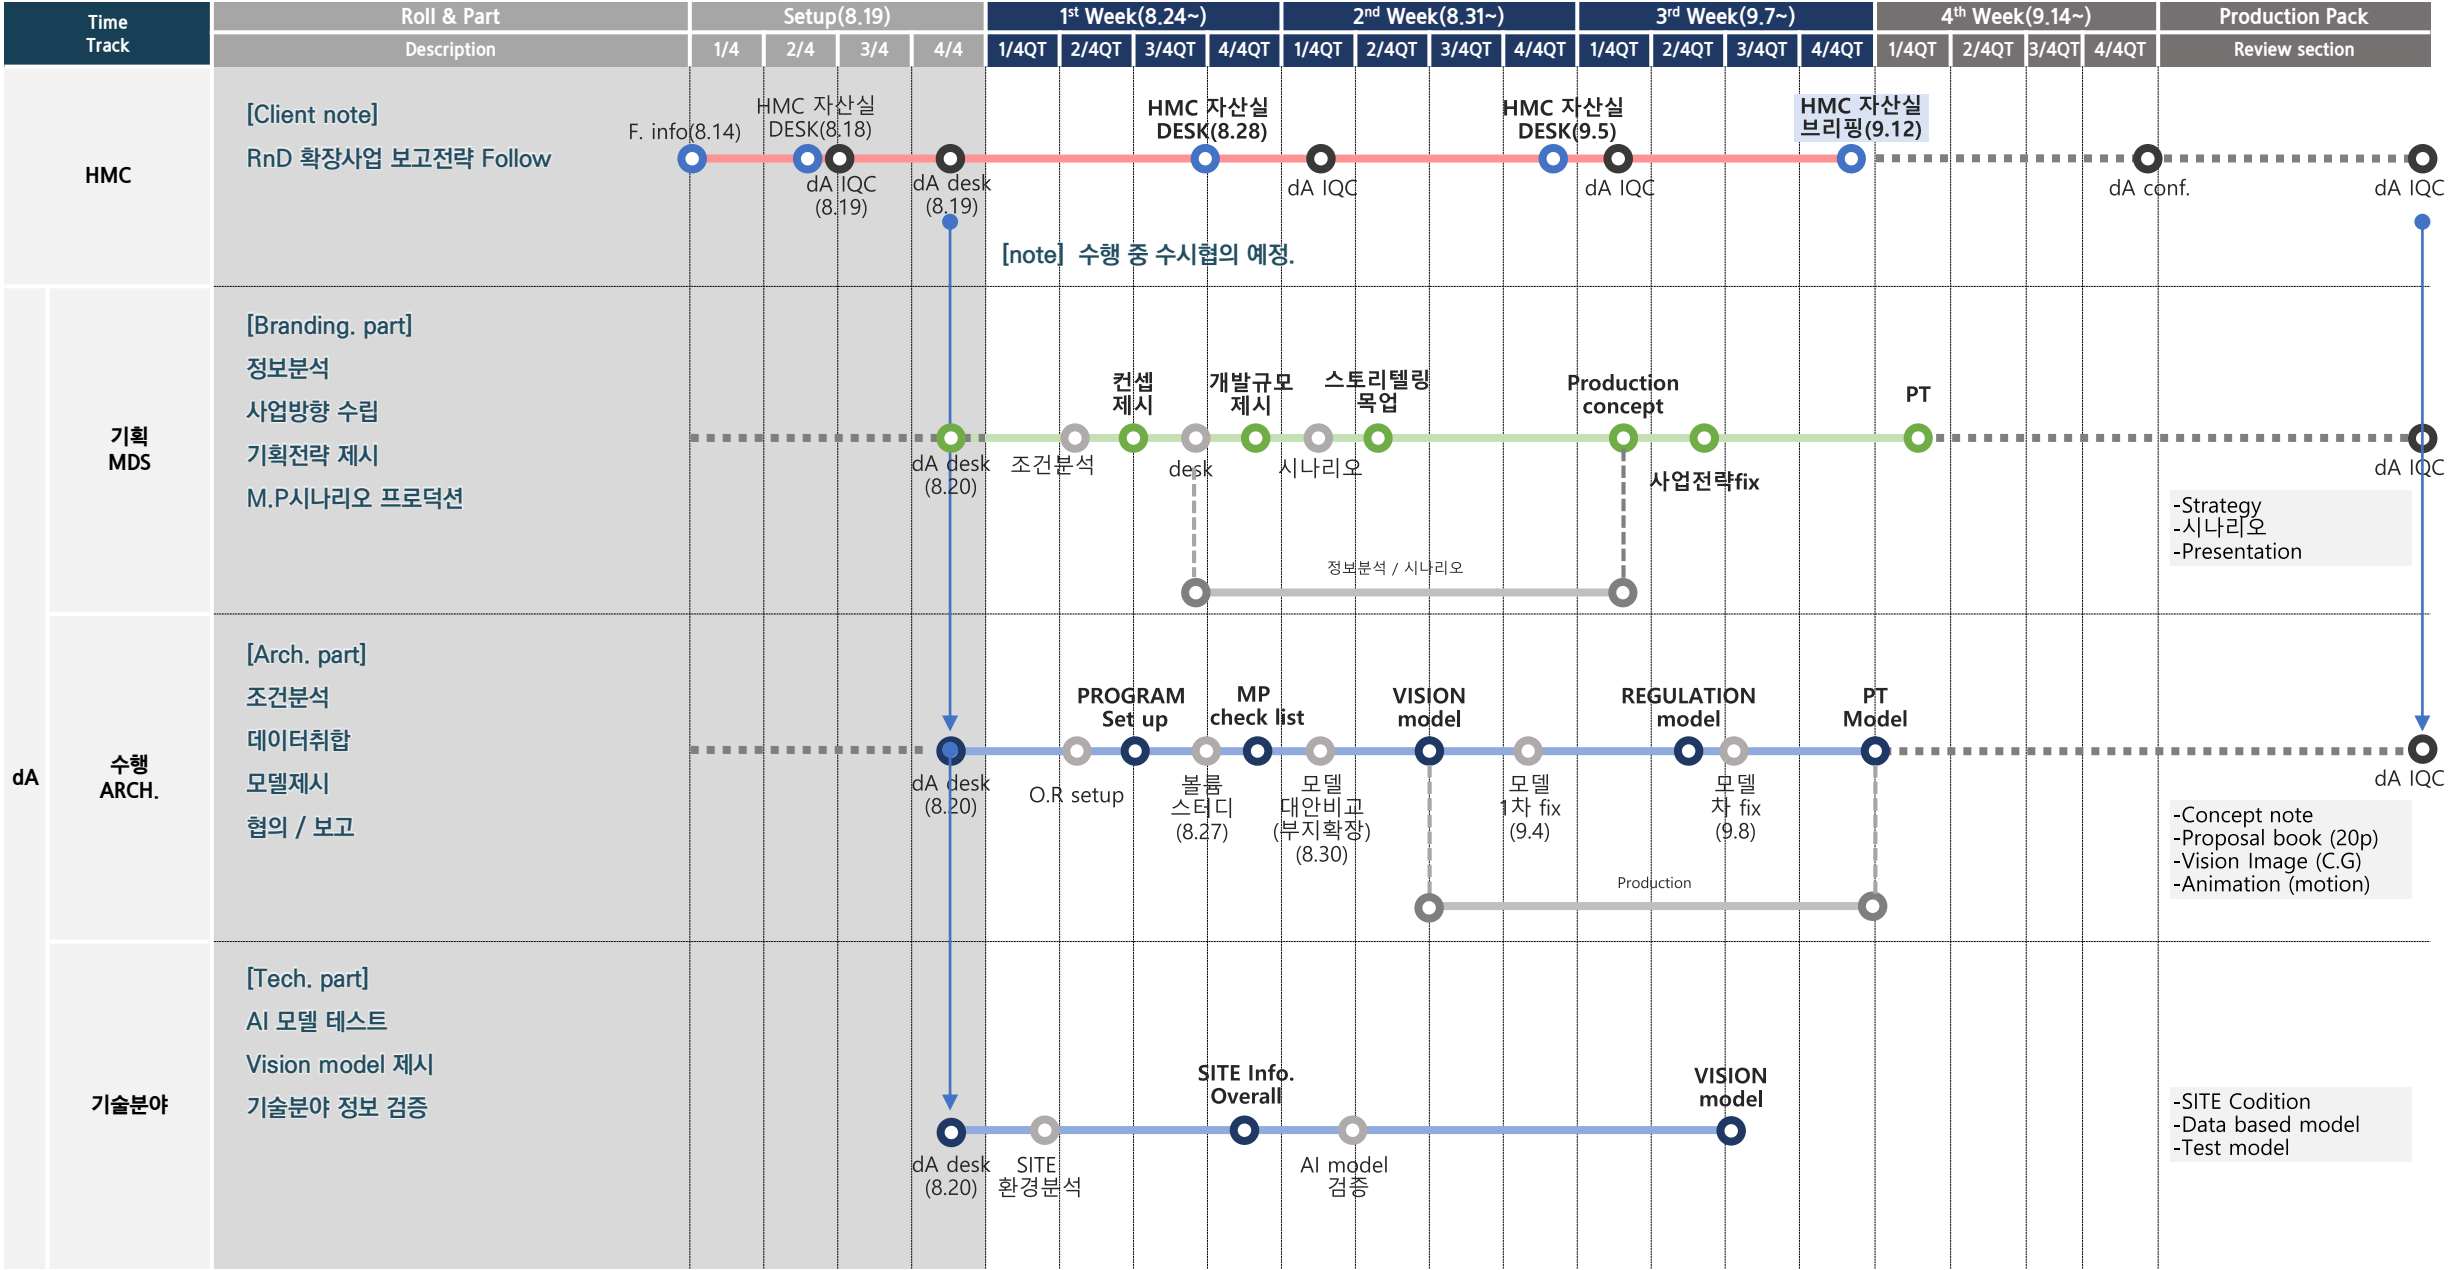 Time
Track
Roll & Part
Description
Setup(8.19)
1/4 2/4 3/4 4/4
1st Week(8.24~)
1/4QT 2/4QT 3/4QT 4/4QT
2nd Week(8.31~)
1/4QT 2/4QT 3/4QT 4/4QT
3rd Week(9.7~)
1/4QT 2/4QT 3/4QT 4/4QT
4th Week(9.14~)
1/4QT 2/4QT 3/4QT 4/4QT
Production Pack
Review section
HMC
[Client note]
RnD 확장사업 보고전략 Follow
F. info(8.14)
HMC 자산실
DESK(8.18)
dA IQC
(8.19)
dA desk
(8.19)
HMC 자산실
DESK(8.28)
dA IQC
HMC 자산실
DESK(9.5)
dA IQC
HMC 자산실
브리핑(9.12)
dA conf.
dA IQC
[note] 수행 중 수시협의 예정.
dA
기획
MDS
[Branding. part]
정보분석
사업방향 수립
기획전략 제시
M.P시나리오 프로덕션
dA desk
(8.20)
조건분석
컨셉
제시
desk
개발규모
제시
시나리오
스토리텔링
목업
Production
concept
사업전략fix
PT
dA IQC
정보분석 / 시나리오
-Strategy
-시나리오
-Presentation
수행
ARCH.
[Arch. part]
조건분석
데이터취합
모델제시
협의 / 보고
dA desk
(8.20)
O.R setup
PROGRAM
Set up
볼륨
스터디
(8.27)
MP
check list
모델
대안비교
(부지확장)
(8.30)
VISION
model
모델
1차 fix
(9.4)
REGULATION
model
모델
차 fix
(9.8)
PT
Model
dA IQC
Production
-Concept note
-Proposal book (20p)
-Vision Image (C.G)
-Animation (motion)
기술분야
[Tech. part]
AI 모델 테스트
Vision model 제시
기술분야 정보 검증
dA desk
(8.20)
SITE
환경분석
SITE Info.
Overall
AI model
검증
VISION
model
-SITE Codition
-Data based model
-Test model